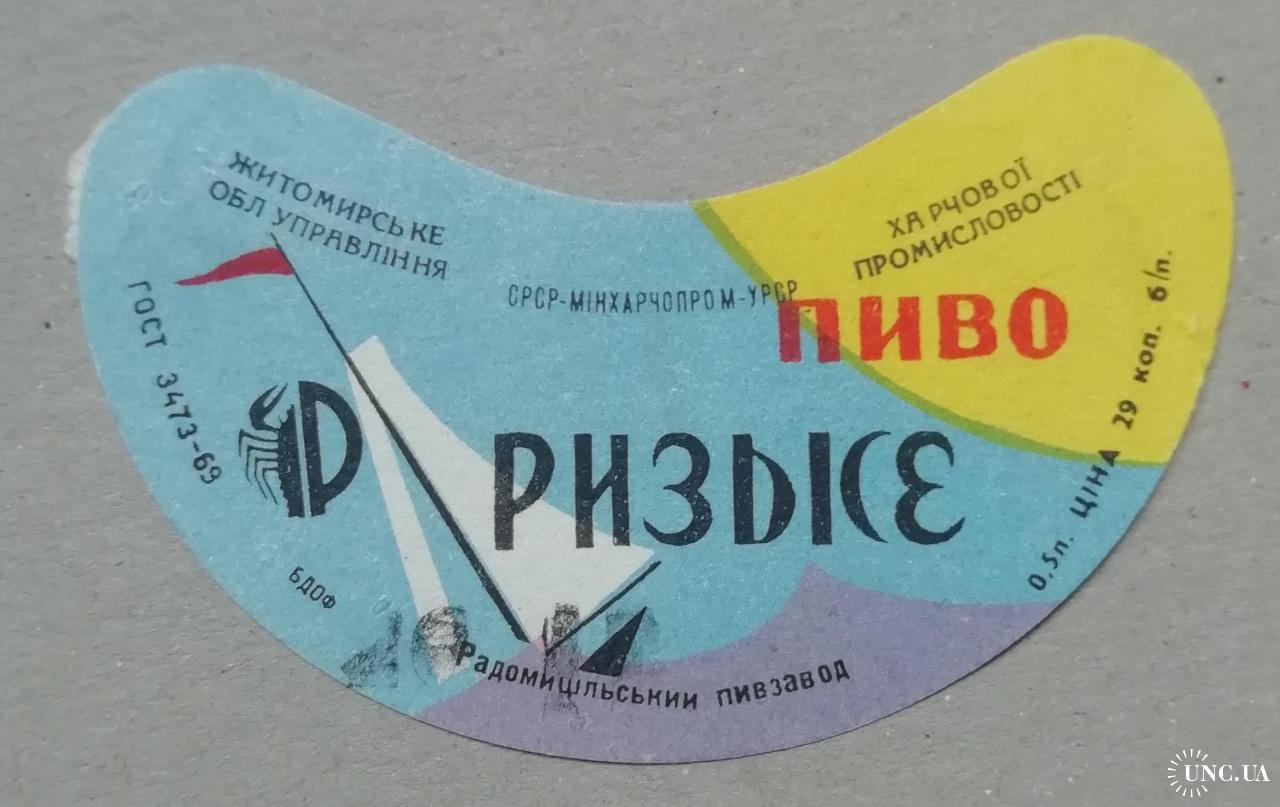 ЖИТОМИРСЬКЕ
ОБЛ УПРАВЛІННЯ
ХАРЧОВОЇ
ПРОМИСЛОВОСТІ
СРСР-МІНХАРЧОПРОМ-УРСР
ПИВО
РИЗЬКЕ
ГОСТ 3473-69
БДОФ
Радомишльський пивзавод
0,5л. ЦІНА 29 коп. б/п.
UNC.UA